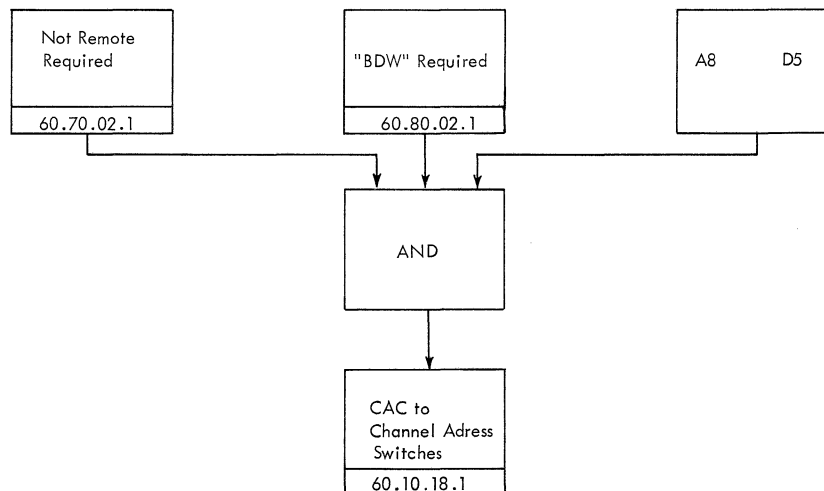 Not Remote
Required
60.70.02.1
"BDW" Required
60.80.02.1
A8 D5
AND
CAC to
Channel Adress
Switches
60.10.18.1